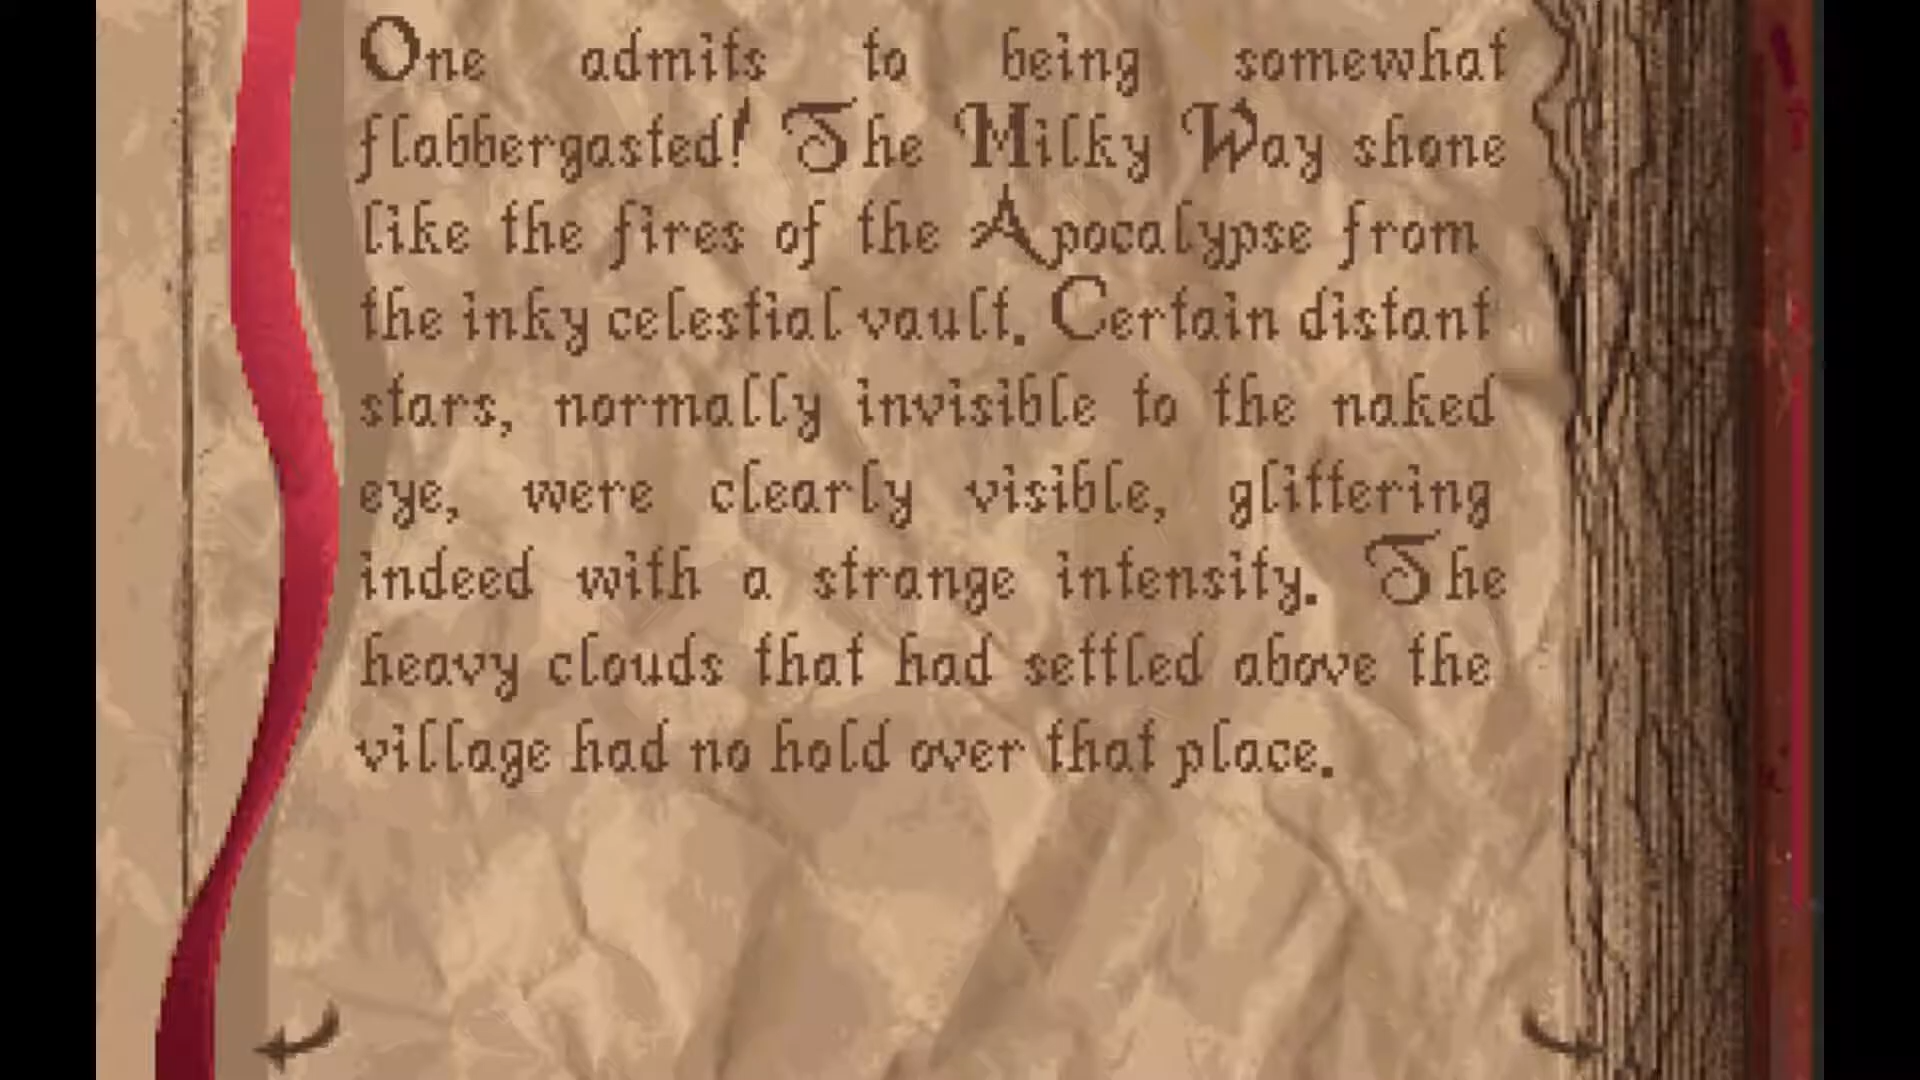 One admits to being somewhat
flabbergasted! The Milky Way shone
like the fires of the Apocalypse from
the inky celestial vault. Certain distant
stars, normally invisible to the naked
eye, were clearly visible, glittering
indeed with a strange intensity. The
heavy clouds that had settled above the
village had no hold over that place.